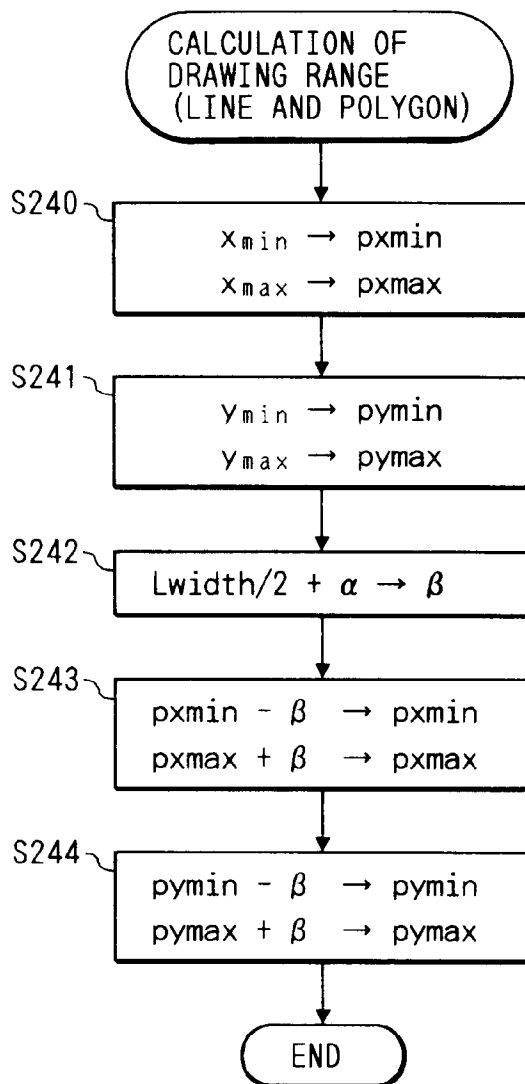 CALCULATION OF
DRAWING RANGE
(LINE AND POLYGON)
S240
xmin → pxmin
xmax → pxmax
S241
ymin → pymin
ymax → pymax
S242
Lwidth/2 + α → β
S243
pxmin - β → pxmin
pxmax + β → pxmax
S244
pymin - β → pymin
pymax + β → pymax
END